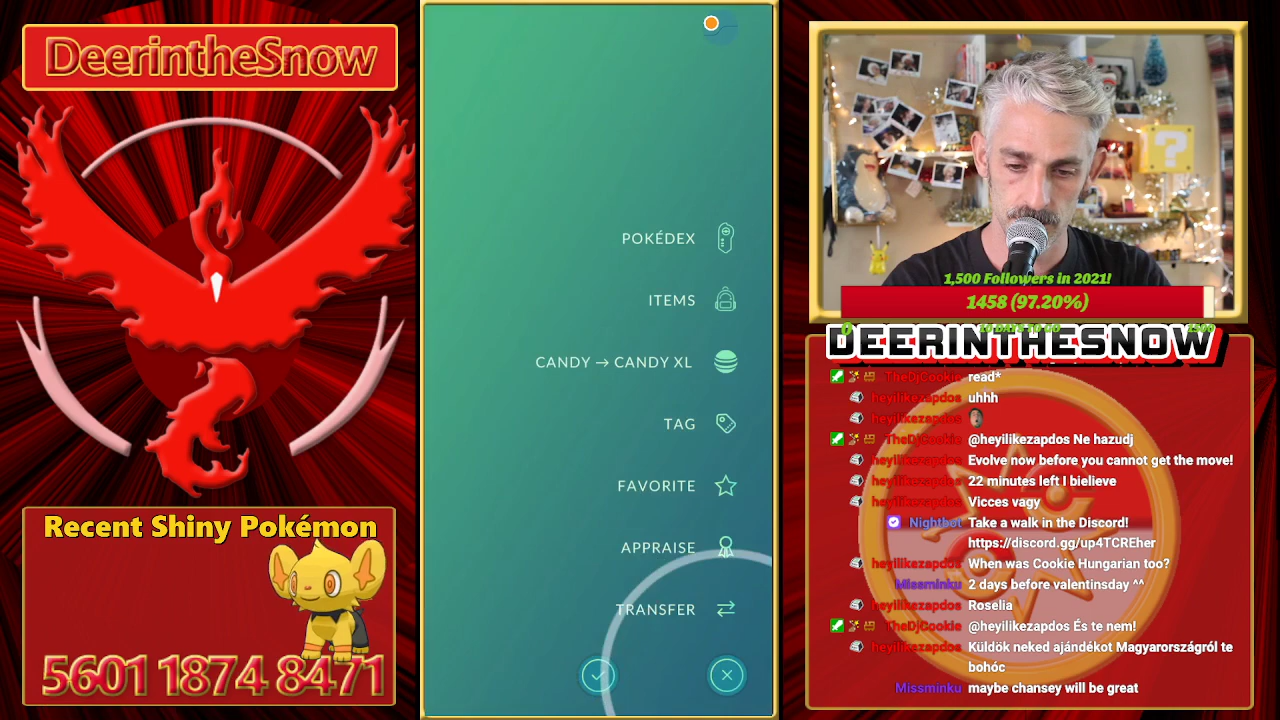 DeerintheSnow
Recent Shiny Pokémon
5601 1874 8471
POKÉDEX
ITEMS
CANDY → CANDY XL
TAG
FAVORITE
APPRAISE
TRANSFER
?
1,500 Followers in 2021!
1458 (97.20%)
0
1500
DEERINTHESNOW
TheDjCookie read*
heyilikezapdos uhhh
heyilikezapdos
TheDjCookie @heyilikezapdos Ne hazudj
heyilikezapdos Evolve now before you cannot get the move!
heyilikezapdos 22 minutes left I bielieve
heyilikezapdos Vicces vagy
Nightbot Take a walk in the Discord!
https://discord.gg/up4TCREher
heyilikezapdos When was Cookie Hungarian too?
Missminku 2 days before valentinsday ^^
heyilikezapdos Roselia
TheDjCookie @heyilikezapdos És te nem!
heyilikezapdos Küldök neked ajándékot Magyarországról te
bohóc
Missminku maybe chansey will be great